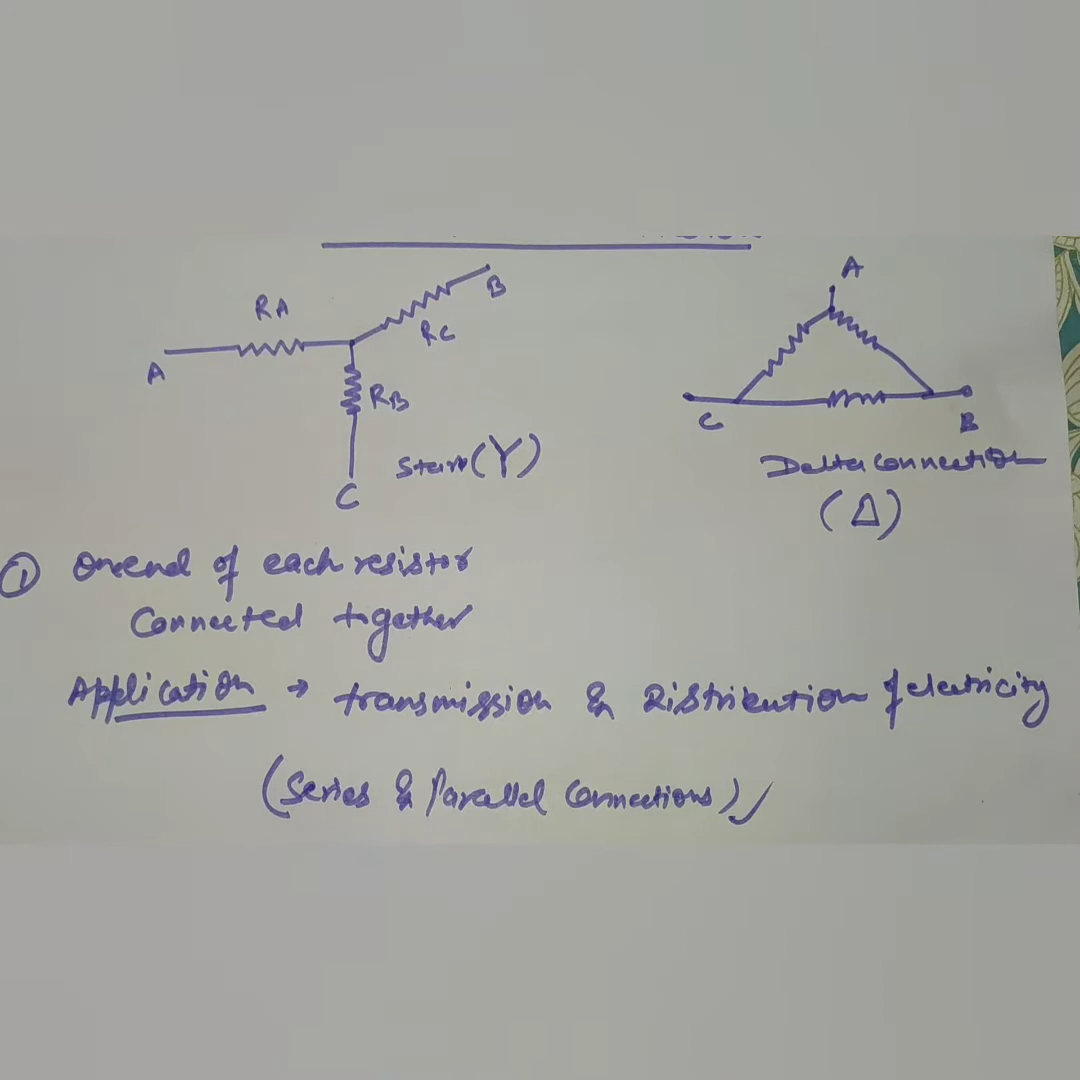 A
RA
B
RC
RB
C
Star (Y)
A
C
B
Delta connection
(Δ)
① One end of each resistor
Connected together
Application → transmission & Distribution of electricity
(Series & Parallel Connections)